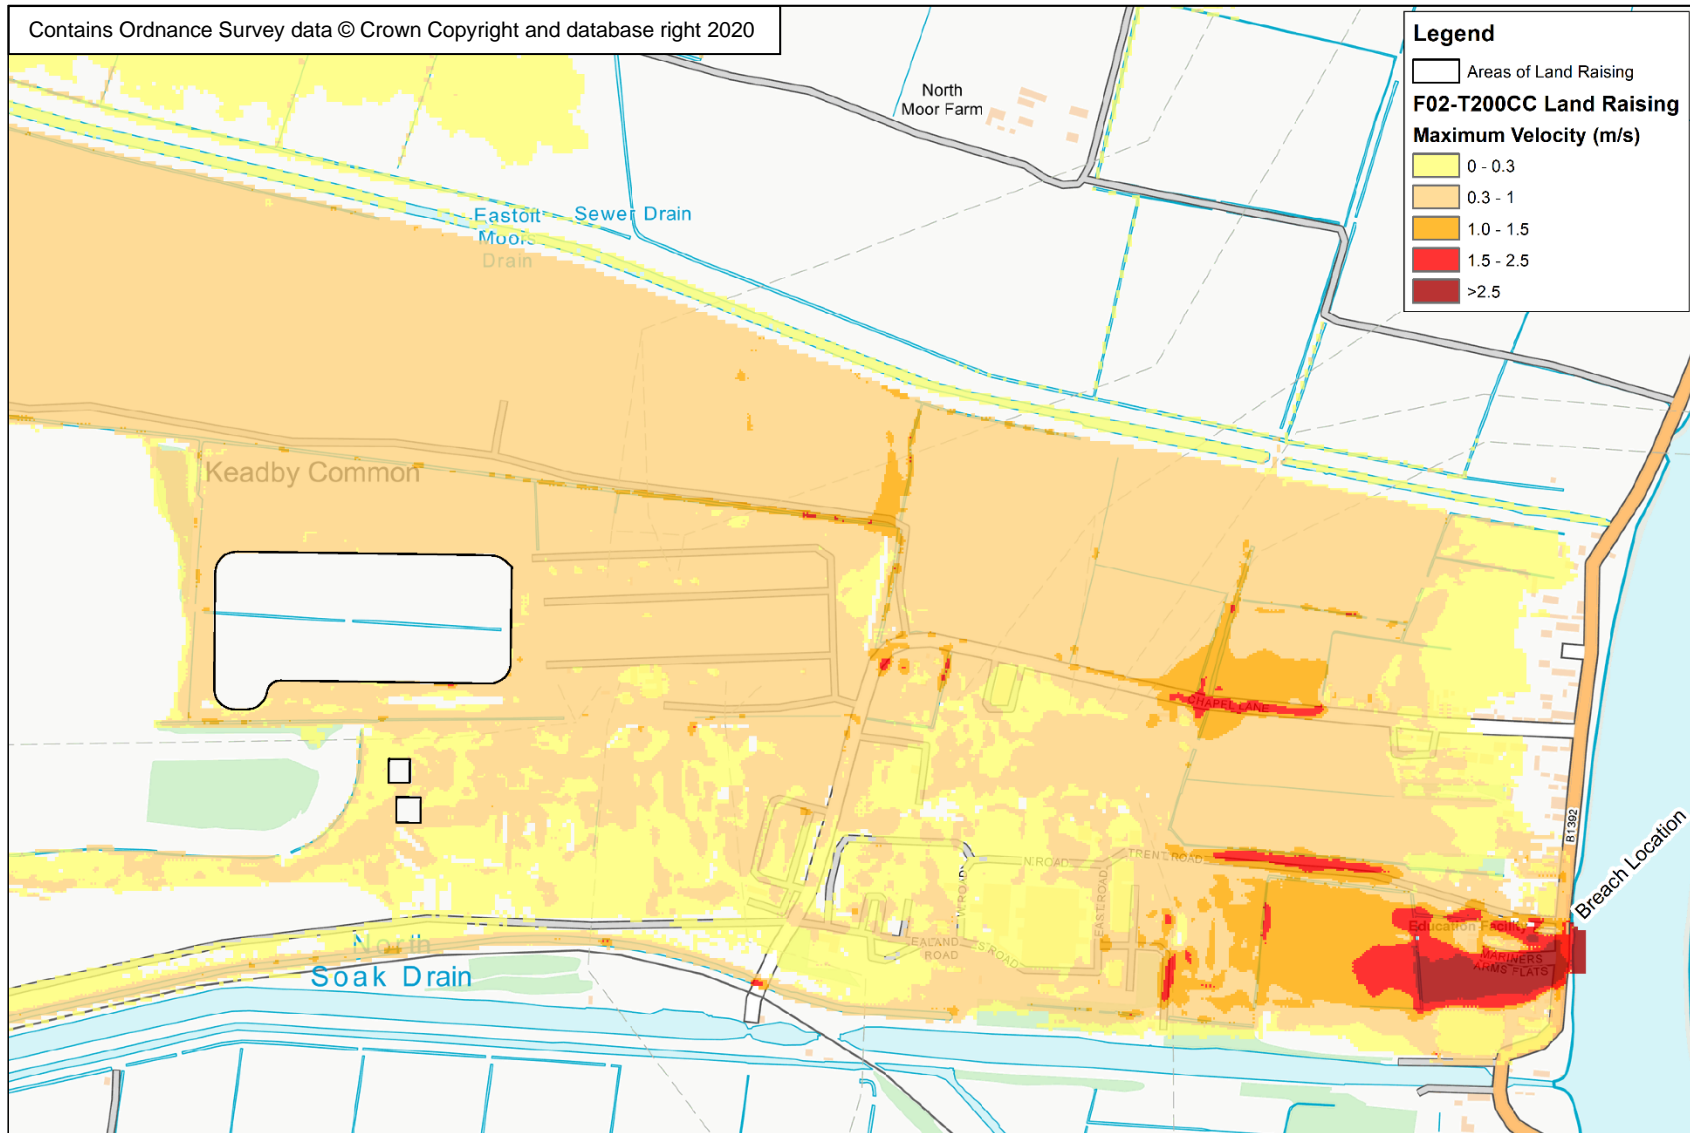 Contains Ordnance Survey data © Crown Copyright and database right 2020
Legend
Areas of Land Raising
F02-T200CC Land Raising
Maximum Velocity (m/s)
0 - 0.3
0.3 - 1
1.0 - 1.5
1.5 - 2.5
>2.5
North
Moor Farm
Eastoft
Moors
Drain
Sewer Drain
Keadby Common
CHAPEL LANE
B1392
Breach Location
TRENT ROAD
N ROAD
W ROAD
EAST ROAD
S ROAD
EALAND
ROAD
Education Facility
MARINERS
ARMS FLATS
North
Soak Drain